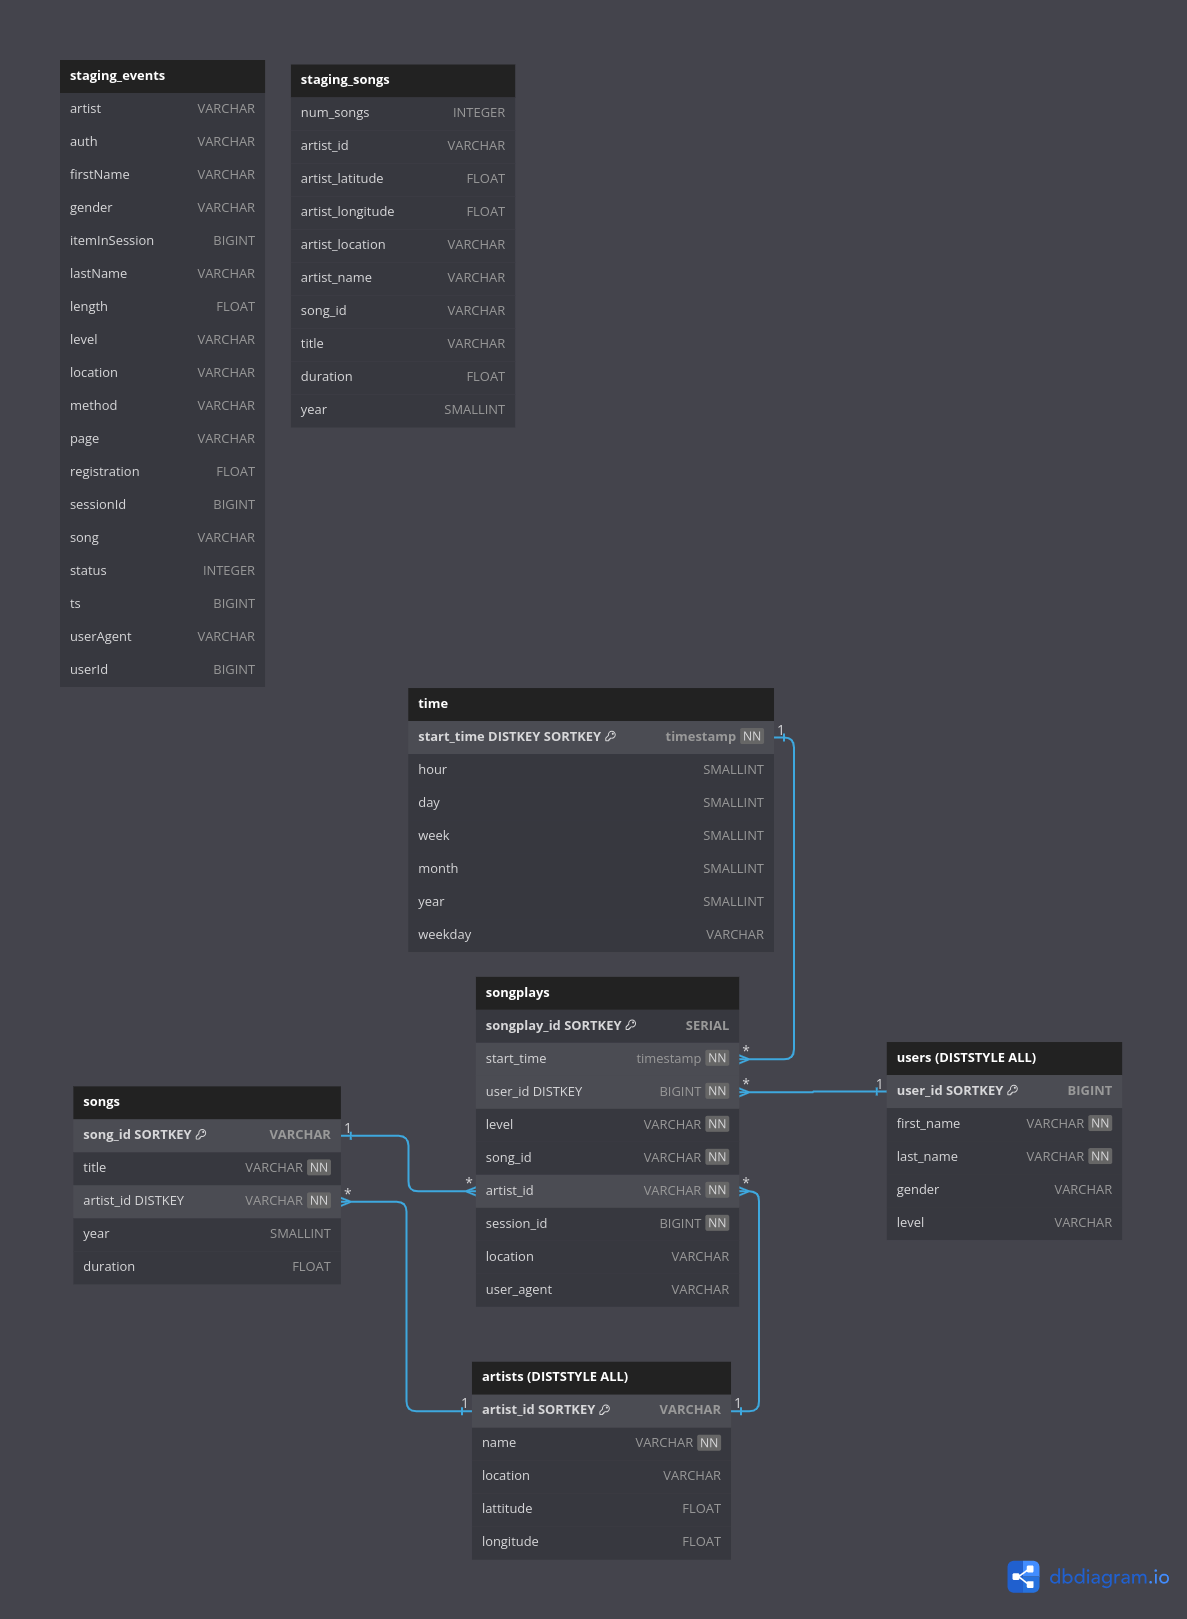 staging_events
artist VARCHAR
auth VARCHAR
firstName VARCHAR
gender VARCHAR
itemInSession BIGINT
lastName VARCHAR
length FLOAT
level VARCHAR
location VARCHAR
method VARCHAR
page VARCHAR
registration FLOAT
sessionId BIGINT
song VARCHAR
status INTEGER
ts BIGINT
userAgent VARCHAR
userId BIGINT
staging_songs
num_songs INTEGER
artist_id VARCHAR
artist_latitude FLOAT
artist_longitude FLOAT
artist_location VARCHAR
artist_name VARCHAR
song_id VARCHAR
title VARCHAR
duration FLOAT
year SMALLINT
time
start_time DISTKEY SORTKEY timestamp NN 1
hour SMALLINT
day SMALLINT
week SMALLINT
month SMALLINT
year SMALLINT
weekday VARCHAR
songplays
songplay_id SORTKEY SERIAL
start_time timestamp NN *
user_id DISTKEY BIGINT NN *
level VARCHAR NN
song_id VARCHAR NN
* artist_id VARCHAR NN *
session_id BIGINT NN
location VARCHAR
user_agent VARCHAR
users (DISTSTYLE ALL)
1 user_id SORTKEY BIGINT
first_name VARCHAR NN
last_name VARCHAR NN
gender VARCHAR
level VARCHAR
songs
song_id SORTKEY VARCHAR 1
title VARCHAR NN
artist_id DISTKEY VARCHAR NN *
year SMALLINT
duration FLOAT
artists (DISTSTYLE ALL)
1 artist_id SORTKEY VARCHAR 1
name VARCHAR NN
location VARCHAR
lattitude FLOAT
longitude FLOAT
dbdiagram.io